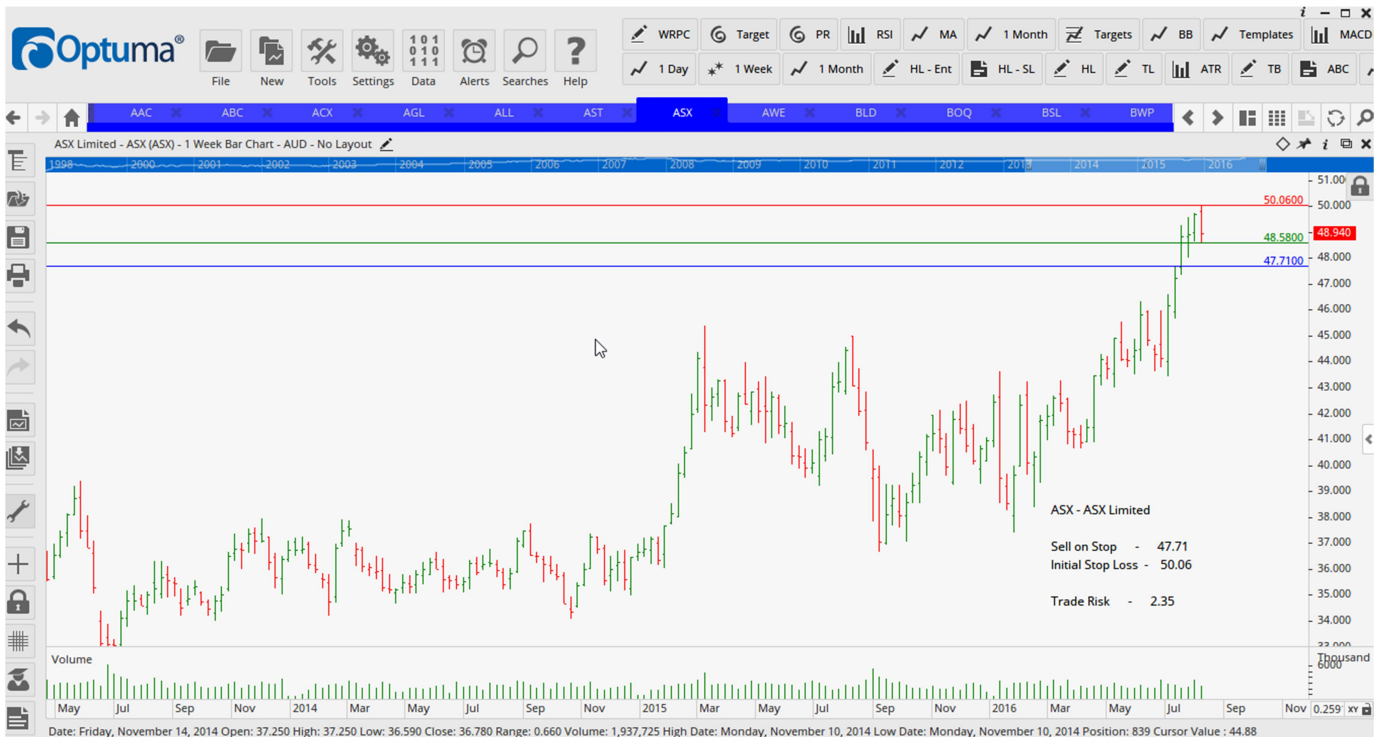 Optuma®
File
New
Tools
Settings
Data
Alerts
Searches
Help
WRPC
Target
PR
RSI
MA
1 Month
Targets
BB
Templates
MACD
1 Day
1 Week
1 Month
HL - Ent
HL - SL
HL
TL
ATR
TB
ABC
AAC
ABC
ACX
AGL
ALL
AST
ASX
AWE
BLD
BOQ
BSL
BWP
ASX Limited - ASX (ASX) - 1 Week Bar Chart - AUD - No Layout
1998 2000 2001 2002 2003 2004 2005 2006 2007 2008 2009 2010 2011 2012 2013 2014 2015 2016
51.00
50.0600
50.000
48.5800
48.940
48.000
47.7100
47.000
46.000
45.000
44.000
43.000
42.000
41.000
40.000
39.000
38.000
37.000
36.000
35.000
34.000
33.000
ASX - ASX Limited
Sell on Stop - 47.71
Initial Stop Loss - 50.06
Trade Risk - 2.35
Volume
Thousand
6000
May Jul Sep Nov 2014 Mar May Jul Sep Nov 2015 Mar May Jul Sep Nov 2016 Mar May Jul Sep Nov 0.259 XY
Date: Friday, November 14, 2014 Open: 37.250 High: 37.250 Low: 36.590 Close: 36.780 Range: 0.660 Volume: 1,937,725 High Date: Monday, November 10, 2014 Low Date: Monday, November 10, 2014 Position: 839 Cursor Value : 44.88